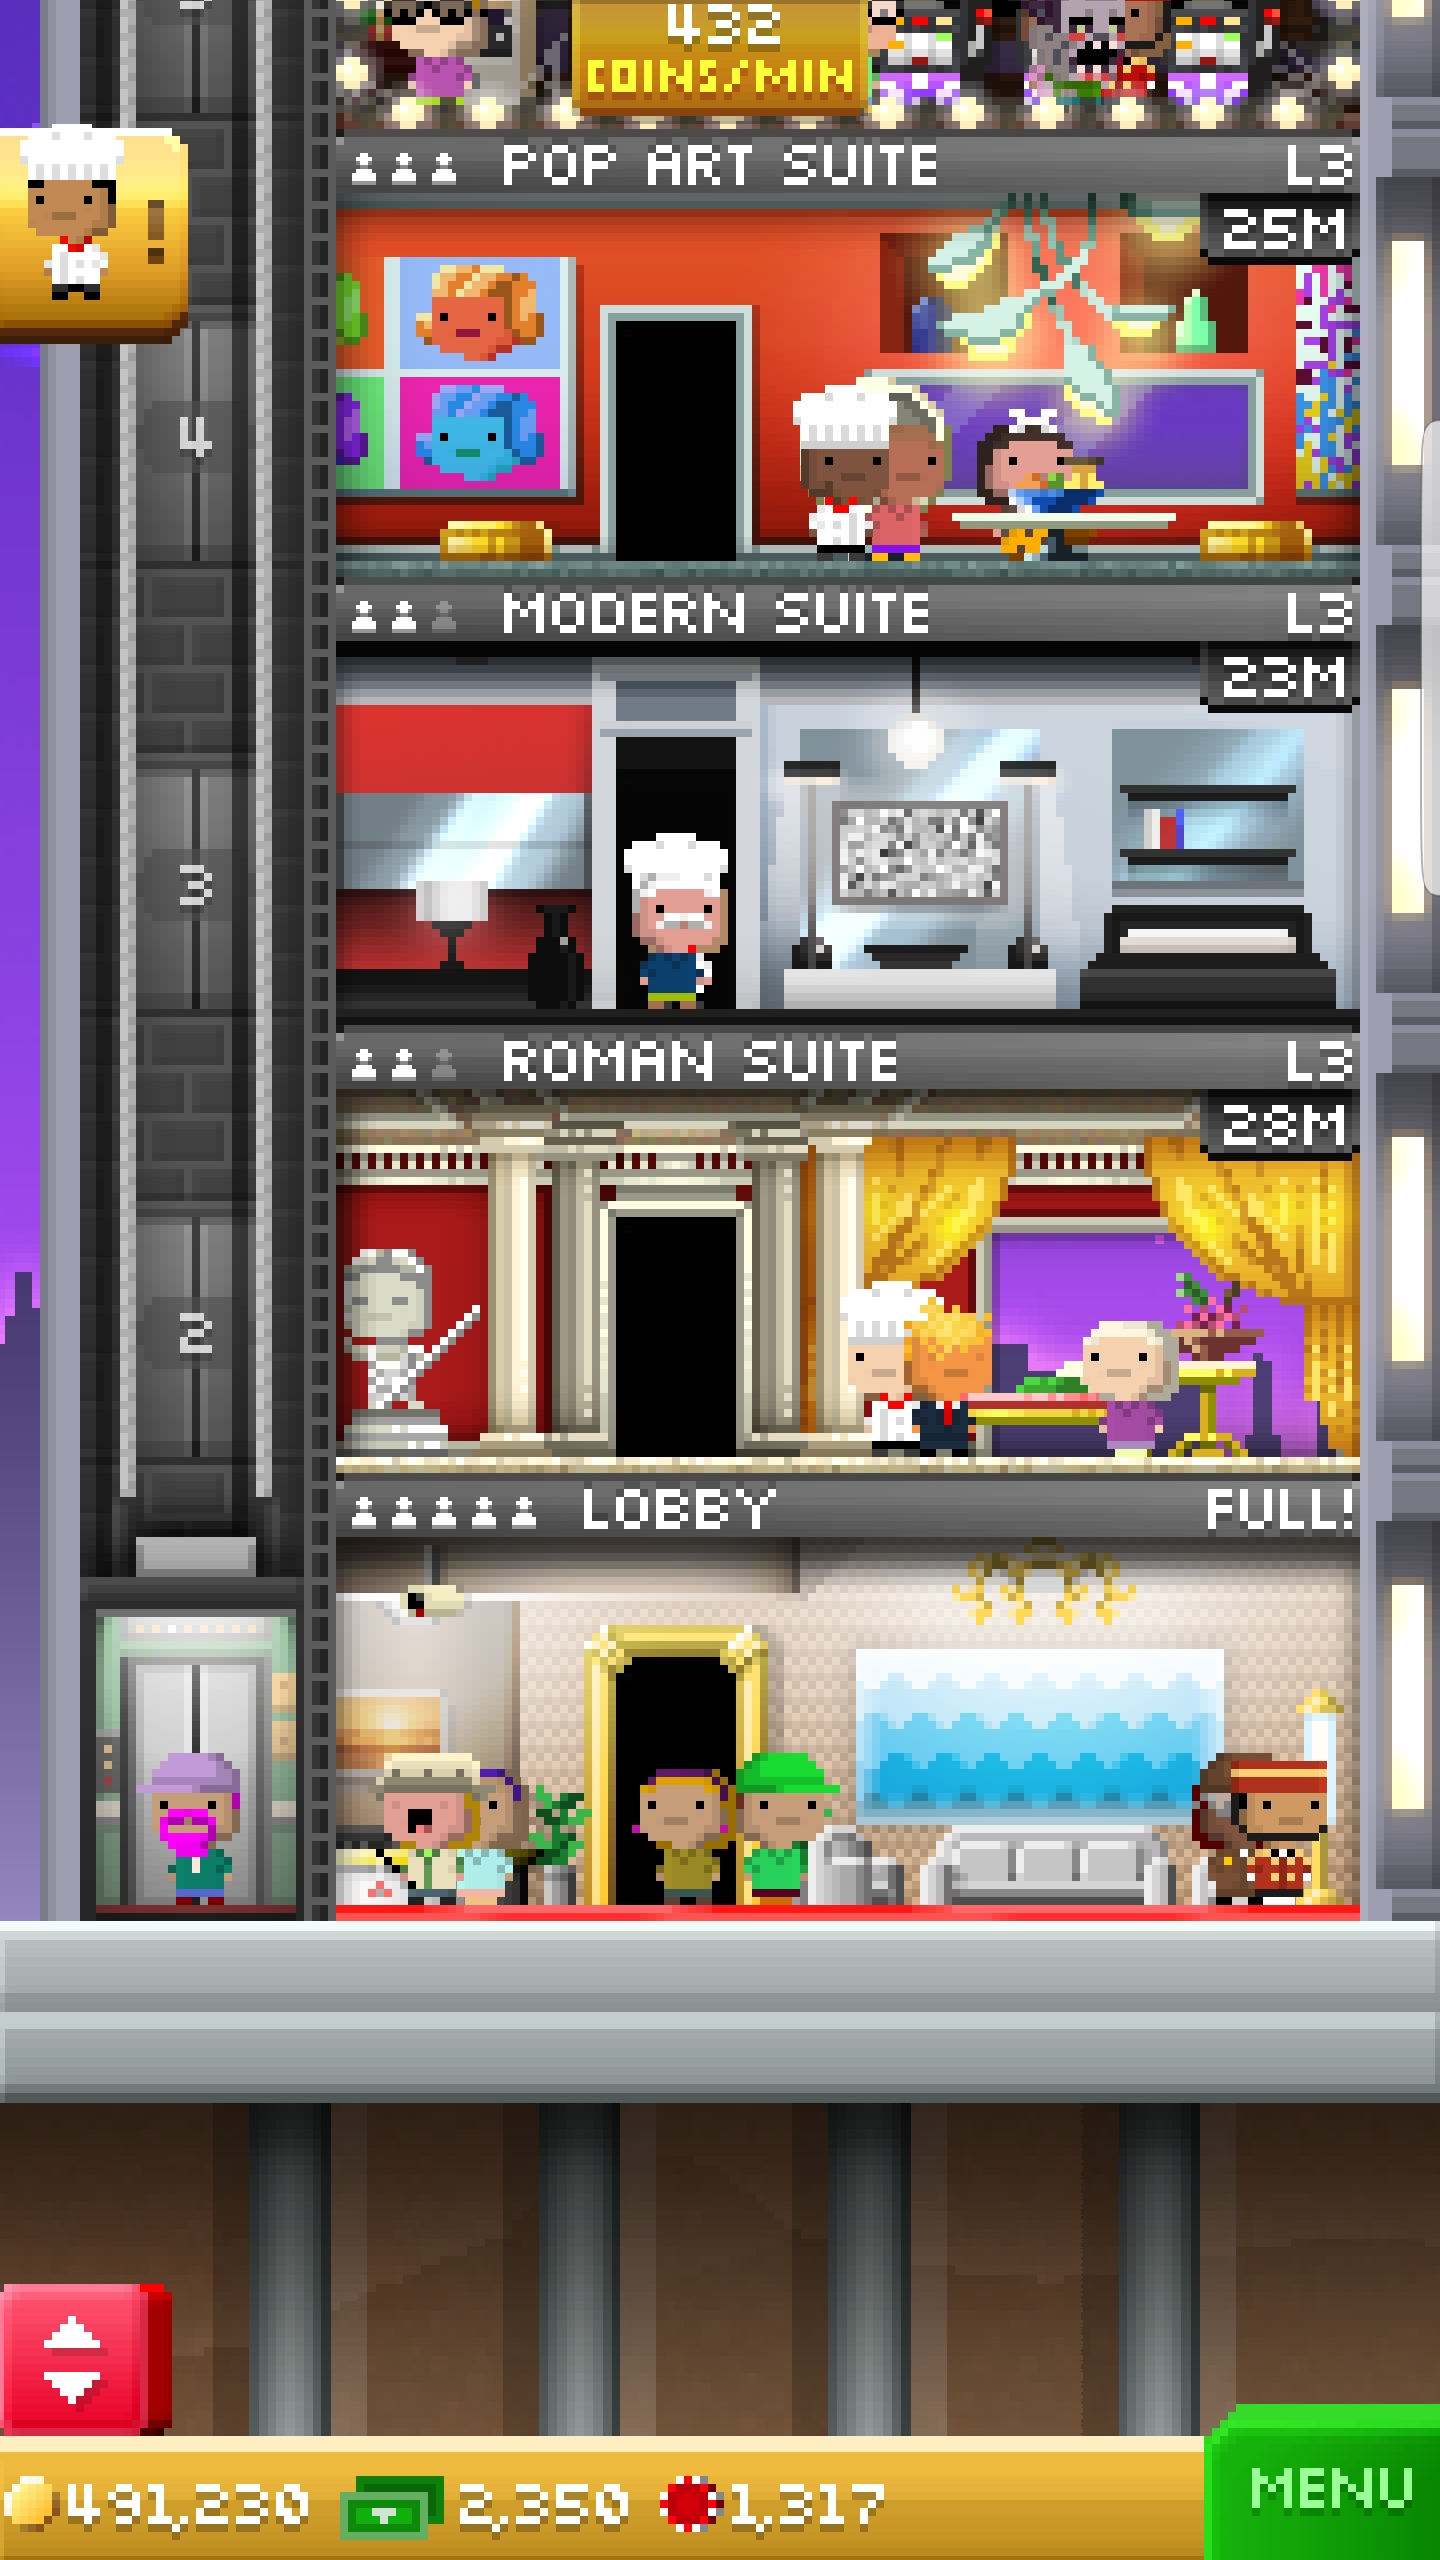 432
COINS/MIN
POP ART SUITE L3
25M
!
4
MODERN SUITE L3
23M
3
ROMAN SUITE L3
28M
2
LOBBY FULL!
MENU
491,230 2,350 1,317